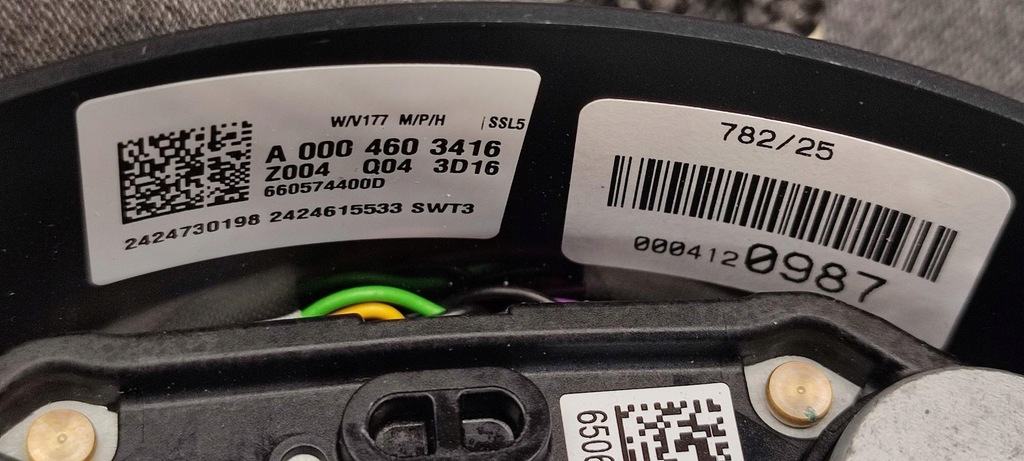 W/V177 M/P/H |SSL5
A 000 460 3416
Z004 Q04 3D16
660574400D
2424730198 2424615533 SWT3
782/25
0004120987